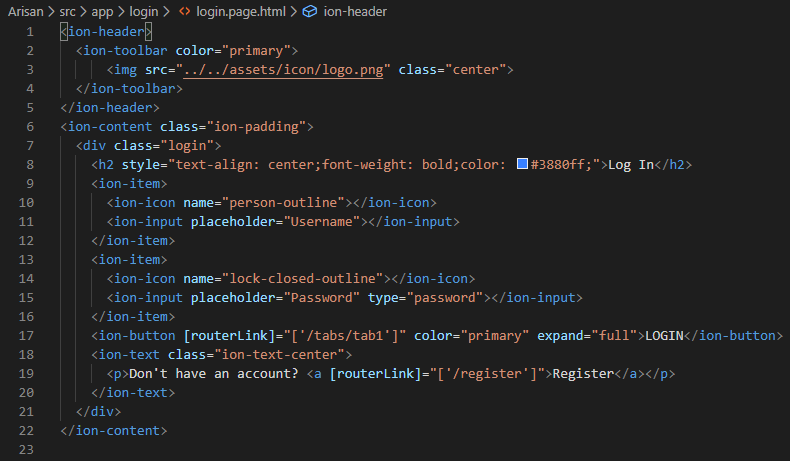 Arisan > src > app > login > <> login.page.html > ion-header
1 <ion-header>
2   <ion-toolbar color="primary">
3       <img src="../../assets/icon/logo.png" class="center">
4   </ion-toolbar>
5 </ion-header>
6 <ion-content class="ion-padding">
7   <div class="login">
8     <h2 style="text-align: center;font-weight: bold;color: #3880ff;">Log In</h2>
9     <ion-item>
10       <ion-icon name="person-outline"></ion-icon>
11       <ion-input placeholder="Username"></ion-input>
12     </ion-item>
13     <ion-item>
14       <ion-icon name="lock-closed-outline"></ion-icon>
15       <ion-input placeholder="Password" type="password"></ion-input>
16     </ion-item>
17     <ion-button [routerLink]="['/tabs/tab1']" color="primary" expand="full">LOGIN</ion-button>
18     <ion-text class="ion-text-center">
19       <p>Don't have an account? <a [routerLink]="['/register']">Register</a></p>
20     </ion-text>
21   </div>
22 </ion-content>
23